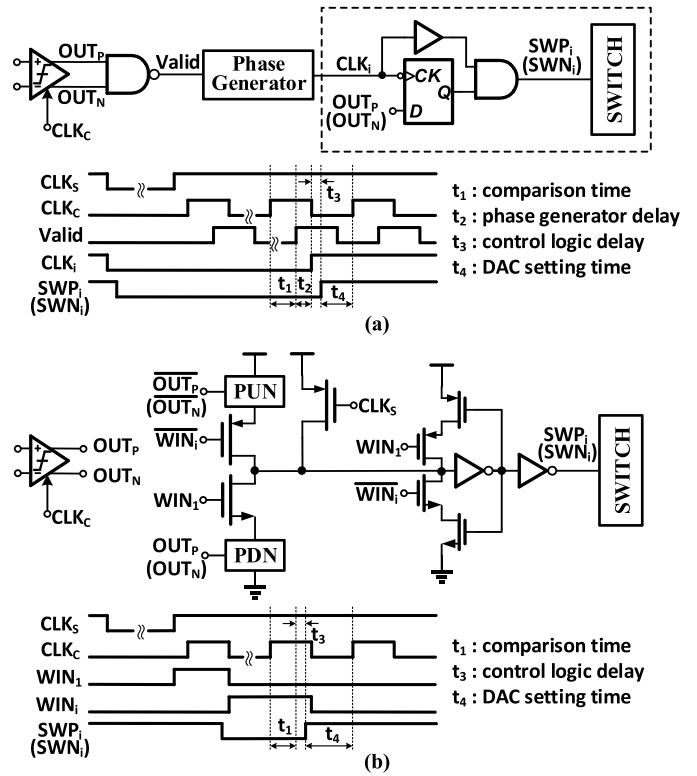 (a)
OUTP
OUTN
CLKC
Valid
Phase
Generator
CLKi
CK
D
Q
OUTP
(OUTN)
SWPi
(SWNi)
SWITCH
CLKS
CLKC
Valid
CLKi
SWPi
(SWNi)
t3
t1
t2
t4
t1 : comparison time
t2 : phase generator delay
t3 : control logic delay
t4 : DAC setting time
(a)
OUTP
OUTN
CLKC
OUTP
(OUTN)
PUN
WINi
WIN1
OUTP
(OUTN)
PDN
CLKS
WIN1
WINi
SWPi
(SWNi)
SWITCH
CLKS
CLKC
WIN1
WINi
SWPi
(SWNi)
t3
t1
t4
t1 : comparison time
t3 : control logic delay
t4 : DAC setting time
(b)